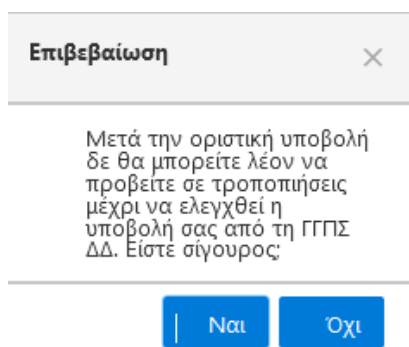 Επιβεβαίωση
Μετά την οριστική υποβολή
δε θα μπορείτε λέον να
προβείτε σε τροποπιήσεις
μέχρι να ελεγχθεί η
υποβολή σας από τη ΓΓΠΣ
ΔΔ. Είστε σίγουρος;
Ναι Όχι